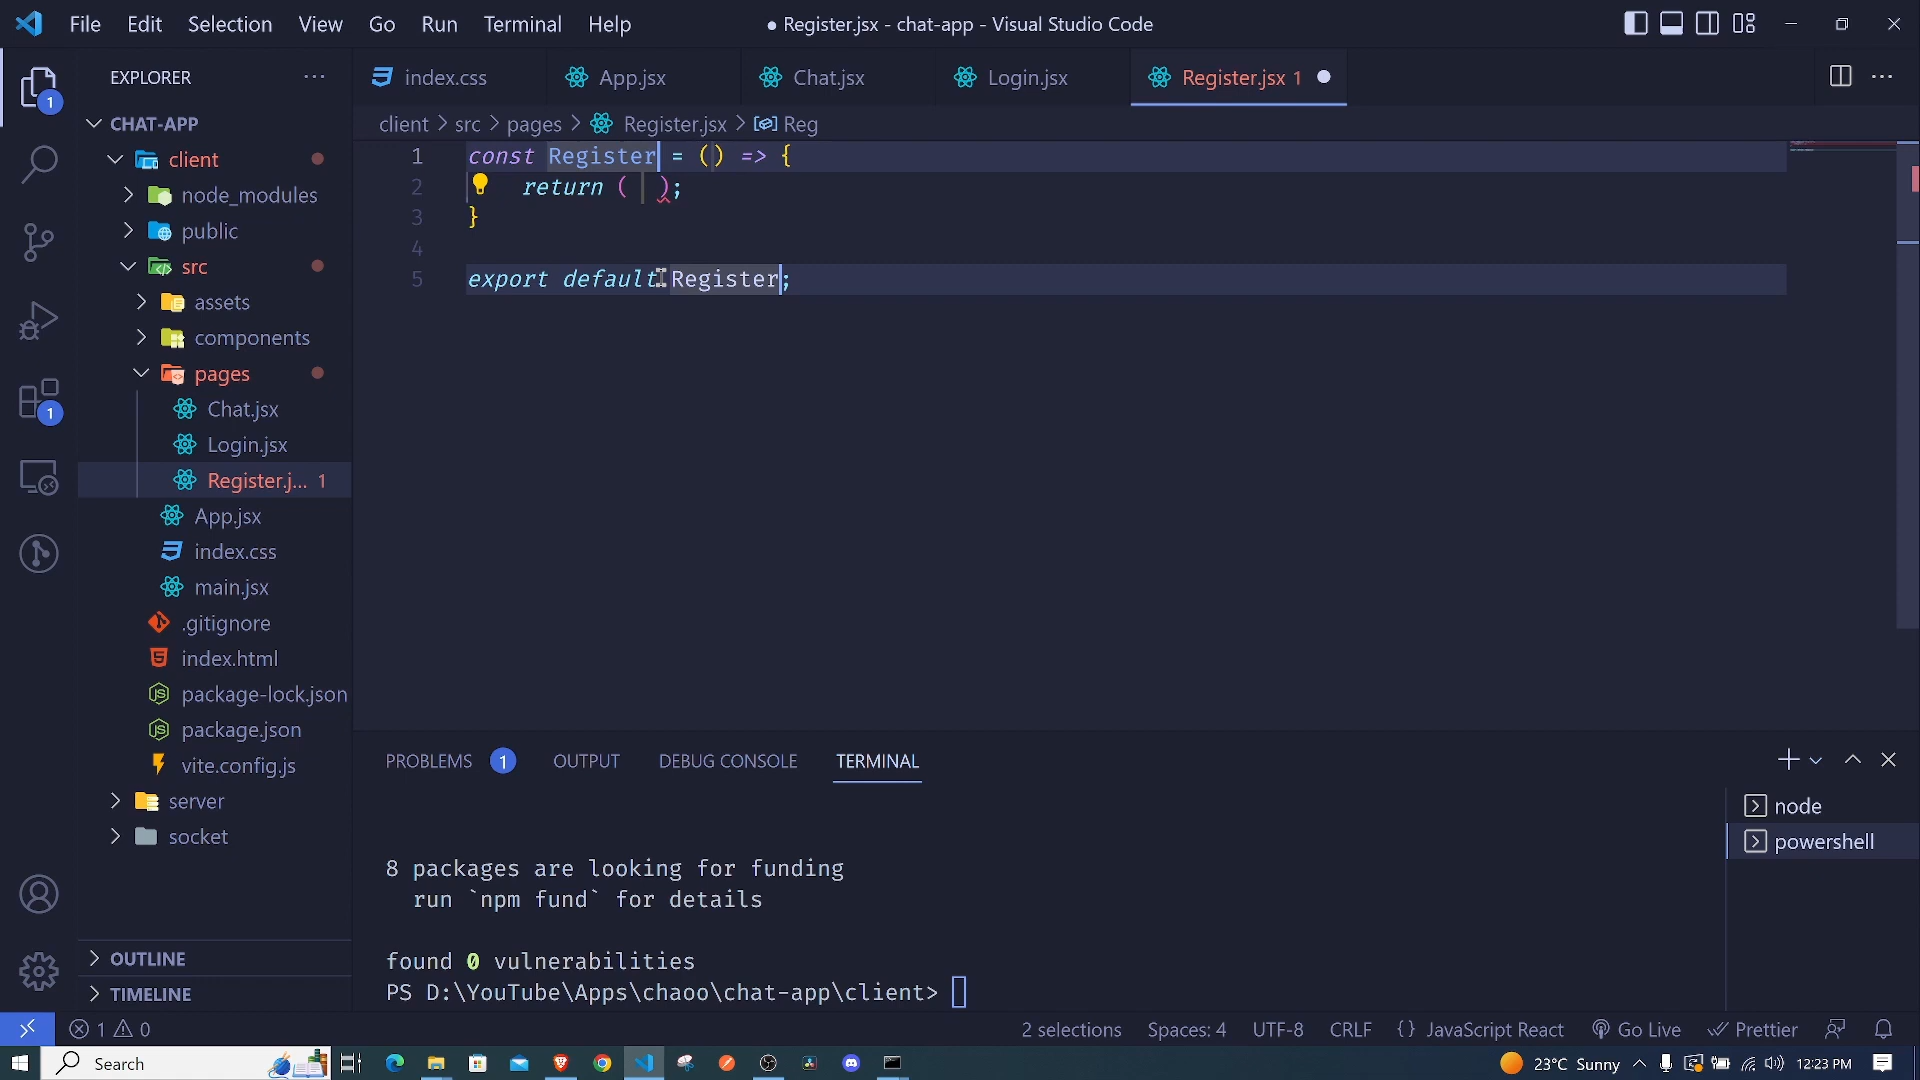 File Edit Selection View Go Run Terminal Help
● Register.jsx - chat-app - Visual Studio Code
EXPLORER
CHAT-APP
client
node_modules
public
src
assets
components
pages
Chat.jsx
Login.jsx
Register.j... 1
App.jsx
index.css
main.jsx
.gitignore
index.html
package-lock.json
package.json
vite.config.js
server
socket
OUTLINE
TIMELINE
1
1
index.css App.jsx Chat.jsx Login.jsx Register.jsx 1
client > src > pages > Register.jsx > Reg
1 const Register = () => {
2 return ( );
3 }
4
5 export default Register;
PROBLEMS 1 OUTPUT DEBUG CONSOLE TERMINAL
8 packages are looking for funding
run `npm fund` for details
found 0 vulnerabilities
PS D:\YouTube\Apps\chaoo\chat-app\client>
node
powershell
1 0 2 selections Spaces: 4 UTF-8 CRLF {} JavaScript React Go Live Prettier
Search 23°C Sunny 12:23 PM